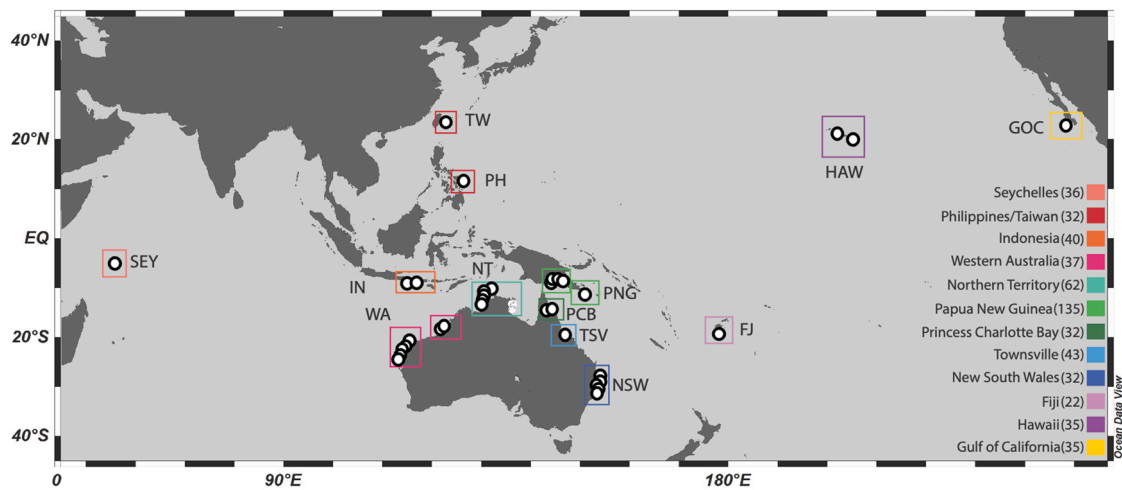 40°N
20°N
EQ
20°S
40°S
TW
PH
SEY
IN
NT
WA
PNG
PCB
TSV
NSW
FJ
HAW
GOC
Seychelles (36)
Philippines/Taiwan (32)
Indonesia(40)
Western Australia(37)
Northern Territory(62)
Papua New Guinea(135)
Princess Charlotte Bay (32)
Townsville (43)
New South Wales (32)
Fiji (22)
Hawaii(35)
Gulf of California(35)
Ocean Data View
0
90°E
180°E